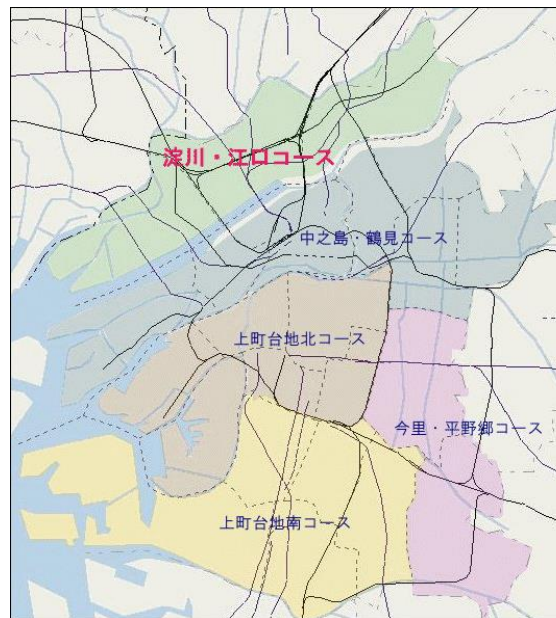 淀川・江口コース
中之島・鶴見コース
上町台地北コース
今里・平野郷コース
上町台地南コース